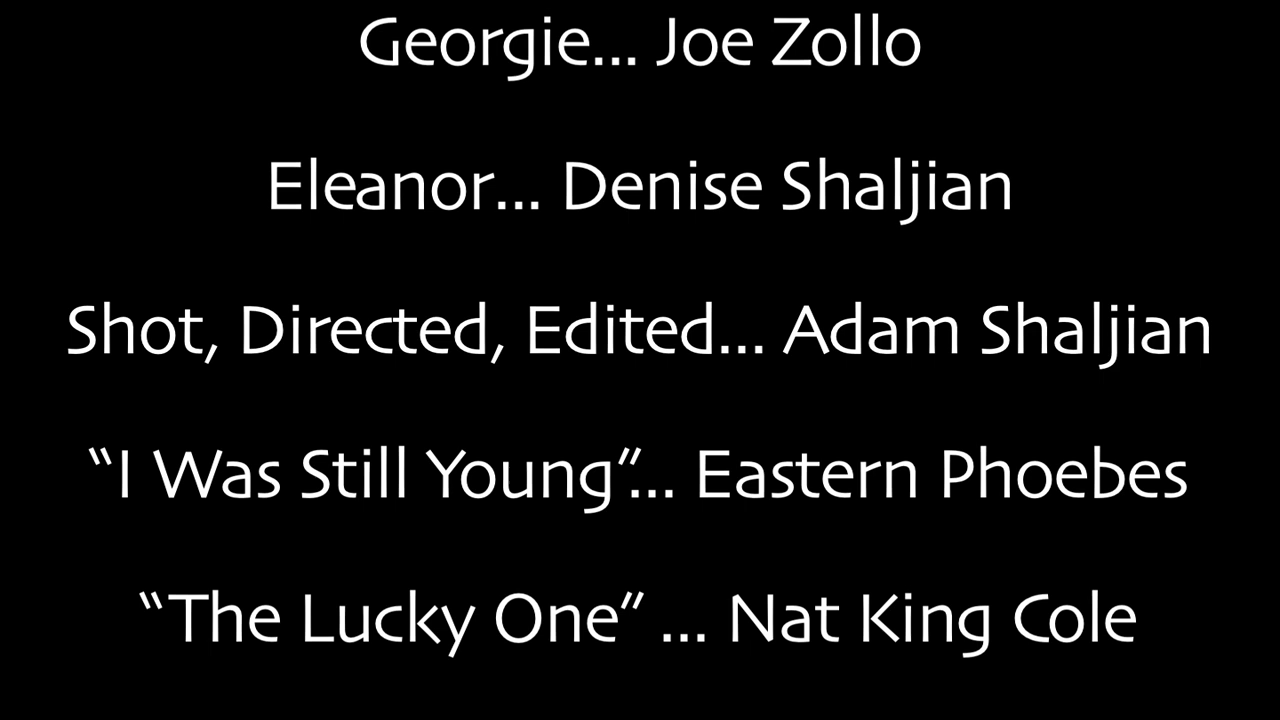 Georgie... Joe Zollo
Eleanor... Denise Shaljian
Shot, Directed, Edited... Adam Shaljian
“I Was Still Young”... Eastern Phoebes
“The Lucky One” ... Nat King Cole